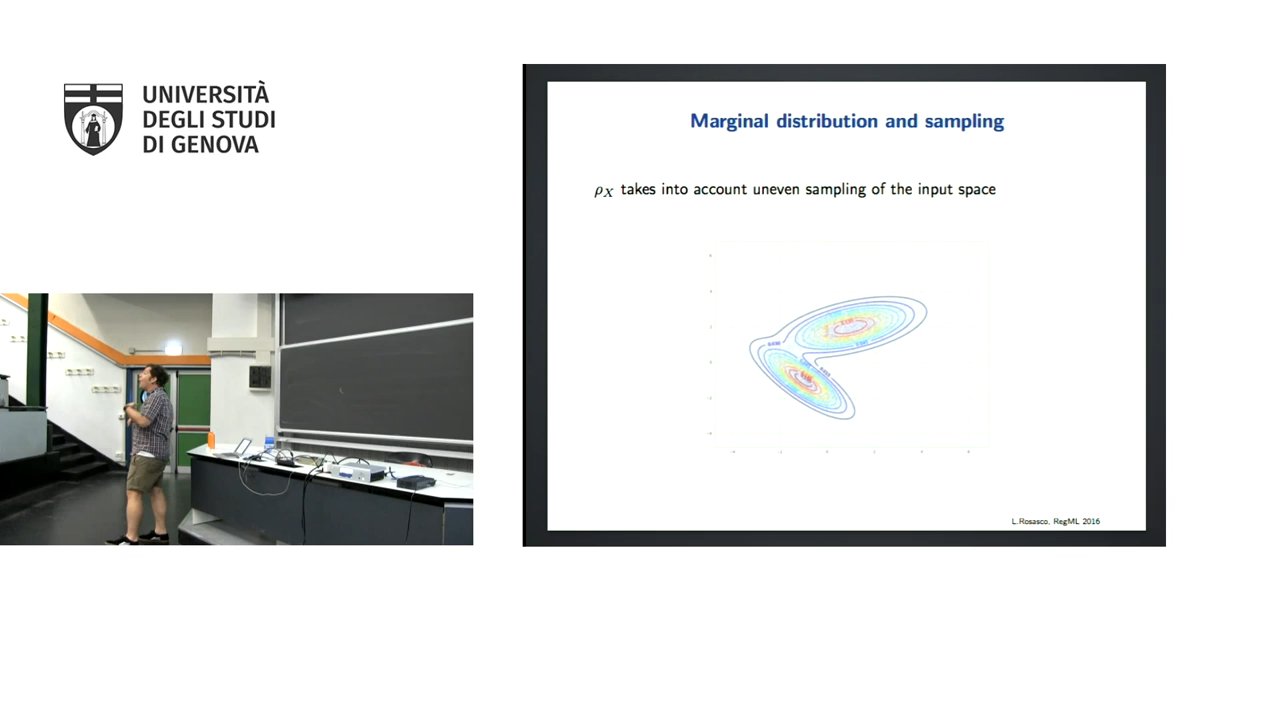 UNIVERSITÀ
DEGLI STUDI
DI GENOVA
Marginal distribution and sampling
ρX takes into account uneven sampling of the input space
L.Rosasco, RegML 2016